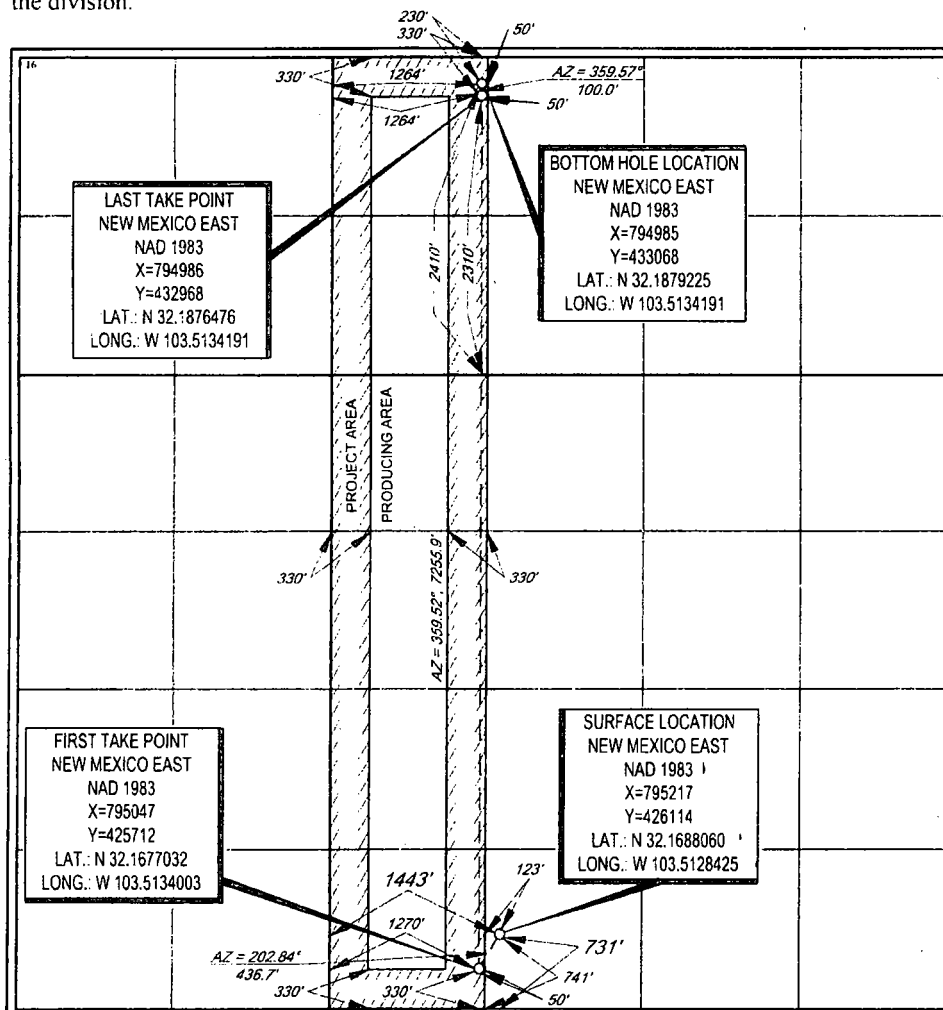 the division.
230'
330'
50'
16
330'
1264'
AZ = 359.57°
100.0'
50'
1264'
LAST TAKE POINT
NEW MEXICO EAST
NAD 1983
X=794986
Y=432968
LAT.: N 32.1876476
LONG.: W 103.5134191
BOTTOM HOLE LOCATION
NEW MEXICO EAST
NAD 1983
X=794985
Y=433068
LAT.: N 32.1879225
LONG.: W 103.5134191
2410'
2310'
PROJECT AREA
PRODUCING AREA
330'
330'
AZ = 359.52°, 7255.9'
FIRST TAKE POINT
NEW MEXICO EAST
NAD 1983
X=795047
Y=425712
LAT.: N 32.1677032
LONG.: W 103.5134003
SURFACE LOCATION
NEW MEXICO EAST
NAD 1983
X=795217
Y=426114
LAT.: N 32.1688060
LONG.: W 103.5128425
1443'
123'
1270'
731'
AZ = 202.84°
436.7'
741'
330'
330'
50'